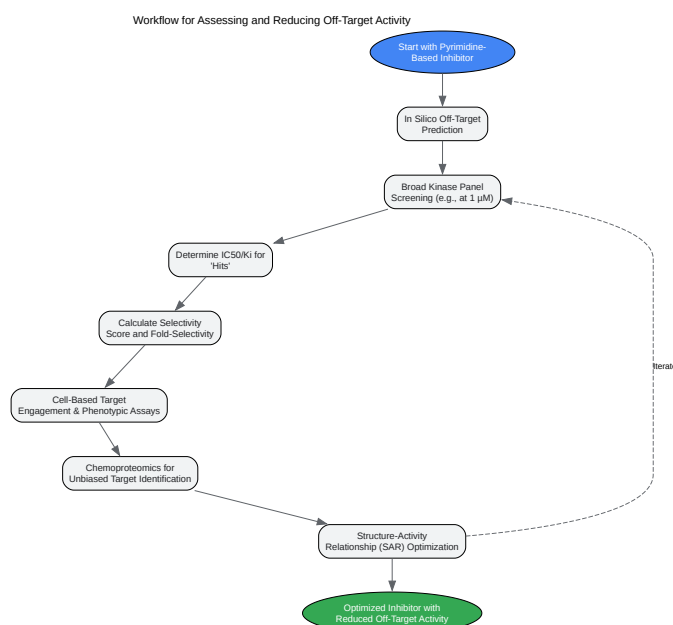 Workflow for Assessing and Reducing Off-Target Activity
Start with Pyrimidine-
Based Inhibitor
In Silico Off-Target
Prediction
Broad Kinase Panel
Screening (e.g., at 1 µM)
Determine IC50/Ki for
'Hits'
Calculate Selectivity
Score and Fold-Selectivity
Cell-Based Target
Engagement & Phenotypic Assays
Chemoproteomics for
Unbiased Target Identification
Structure-Activity
Relationship (SAR) Optimization
Optimized Inhibitor with
Reduced Off-Target Activity